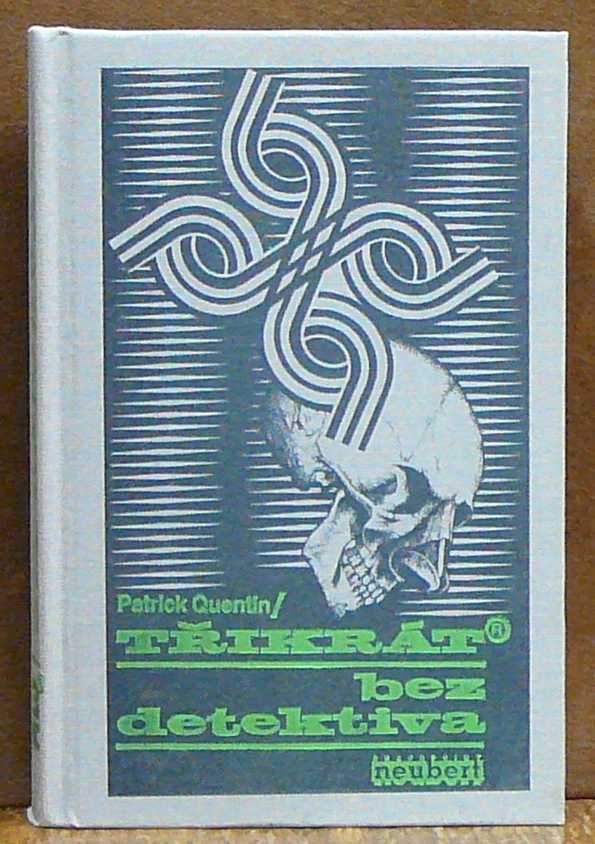 Patrick Quentin/
TŘIKRÁT®
bez
detektiva
neubert